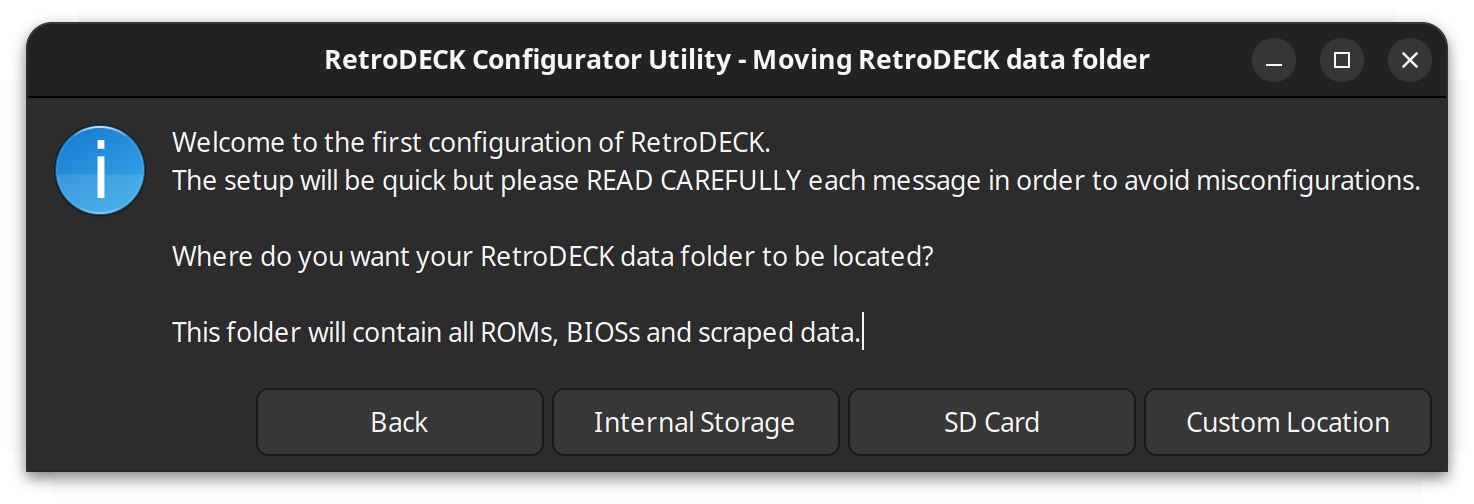 RetroDECK Configurator Utility - Moving RetroDECK data folder
Welcome to the first configuration of RetroDECK.
The setup will be quick but please READ CAREFULLY each message in order to avoid misconfigurations.
Where do you want your RetroDECK data folder to be located?
This folder will contain all ROMs, BIOSs and scraped data.
Back
Internal Storage
SD Card
Custom Location